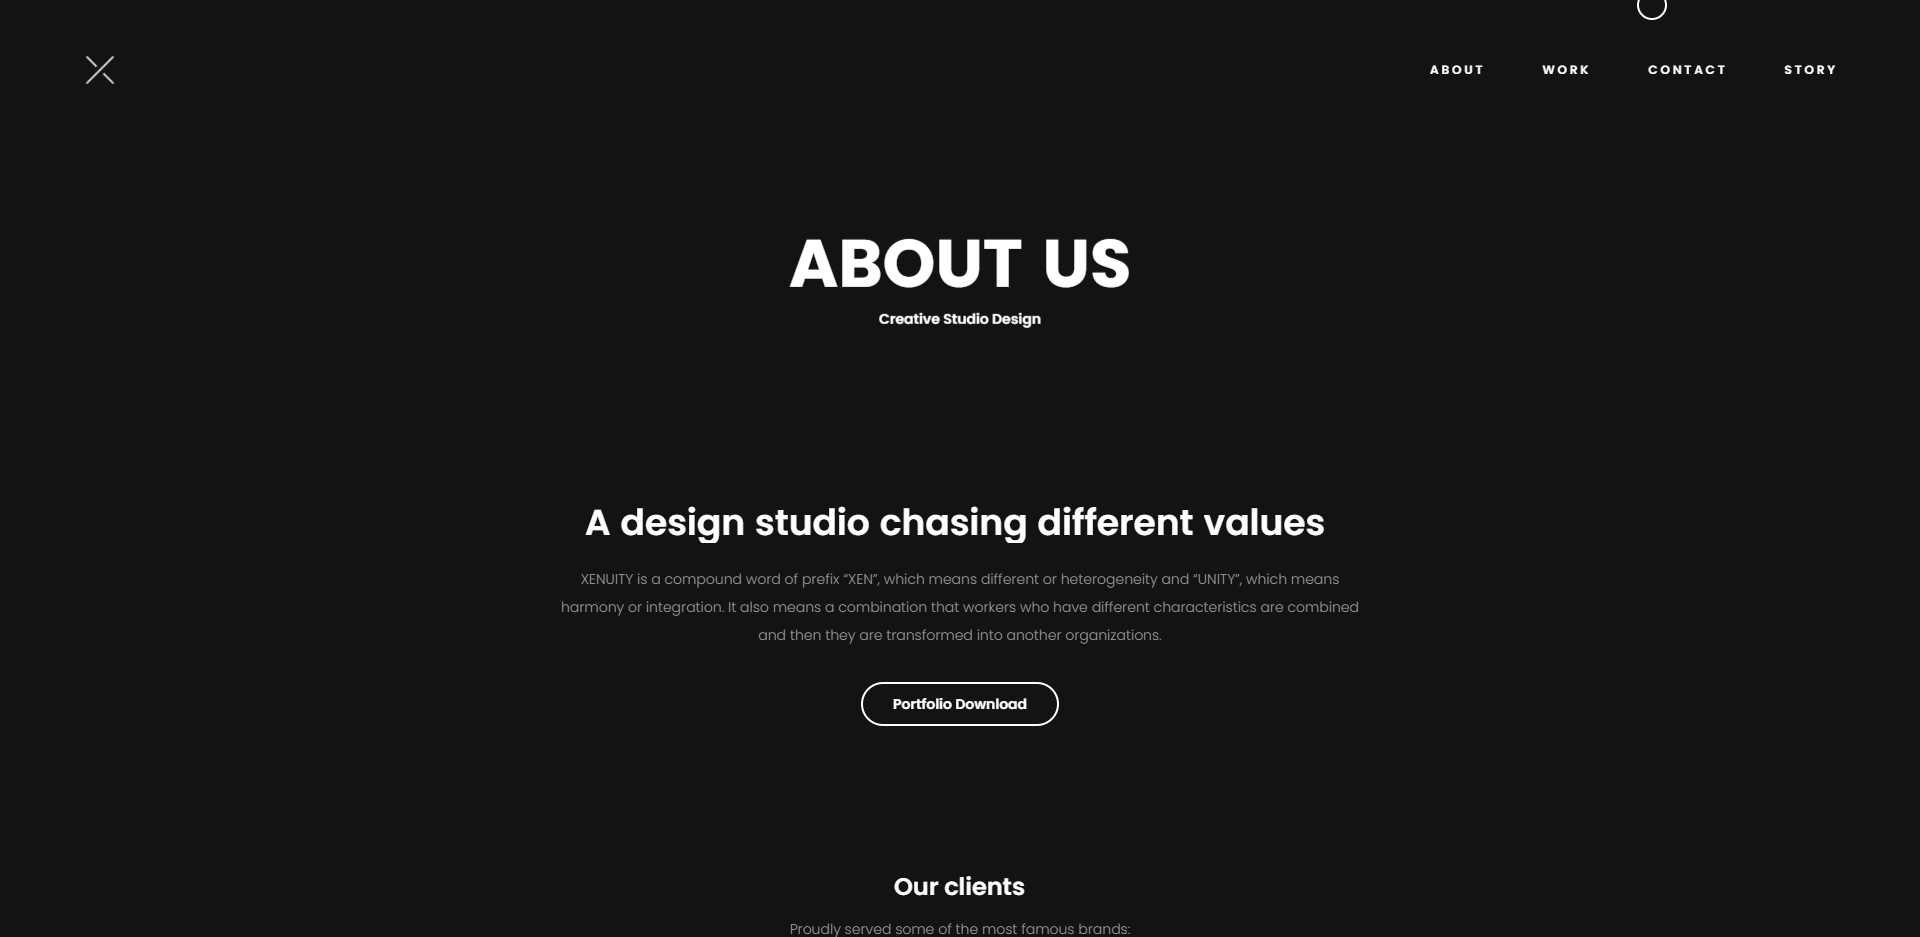 ABOUT WORK CONTACT STORY
ABOUT US
Creative Studio Design
A design studio chasing different values
XENUITY is a compound word of prefix “XEN”, which means different or heterogeneity and “UNITY”, which means
harmony or integration. It also means a combination that workers who have different characteristics are combined
and then they are transformed into another organizations.
Portfolio Download
Our clients
Proudly served some of the most famous brands: